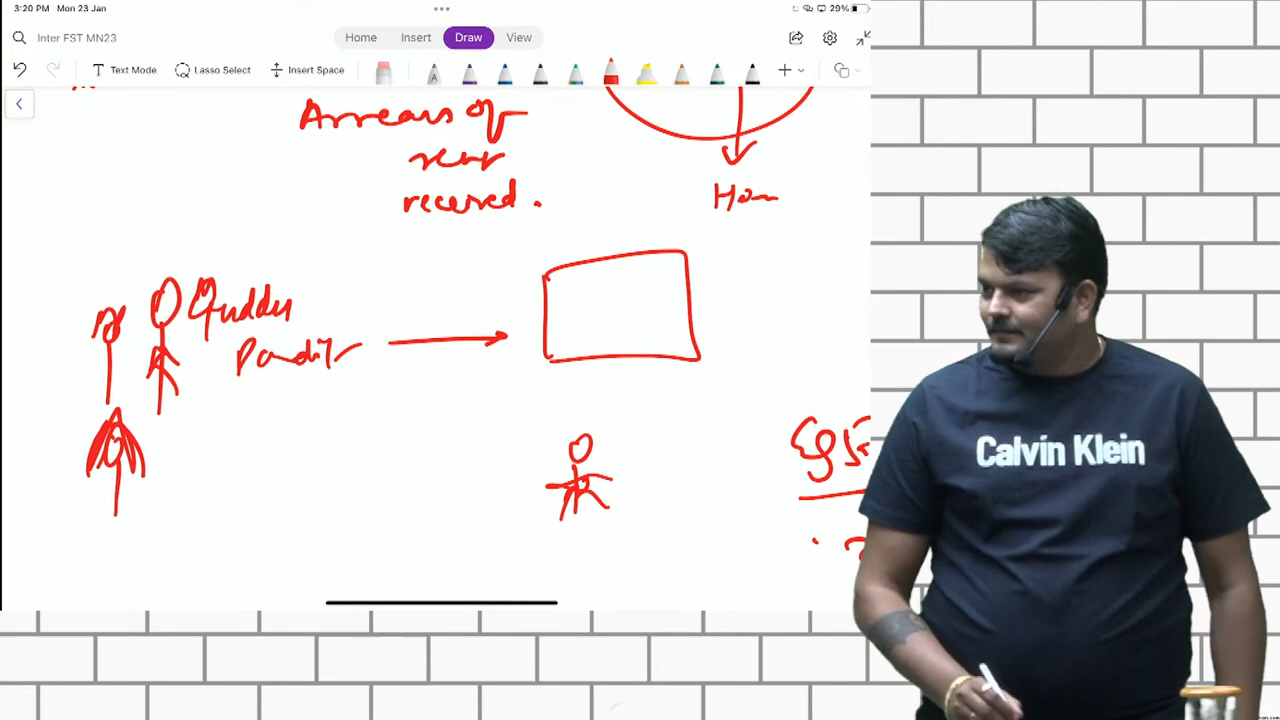 3:20 PM Mon 23 Jan
29%
Inter FST MN23
Home Insert Draw View
Text Mode Lasso Select Insert Space
A
Arrears of
rent
received.
Guddu
Pandit
Calvin Klein